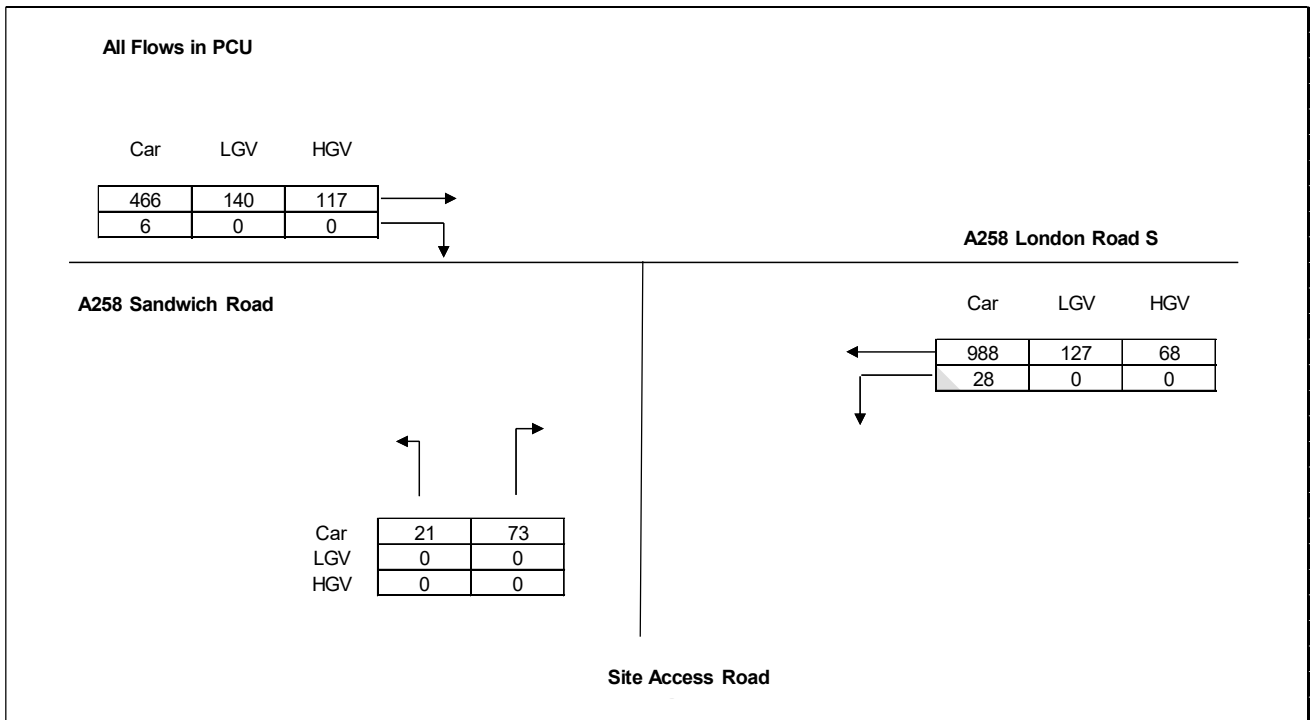 All Flows in PCU
Car LGV HGV
466 140 117
6 0 0
A258 London Road S
A258 Sandwich Road
Car LGV HGV
988 127 68
28 0 0
Car 21 73
LGV 0 0
HGV 0 0
Site Access Road